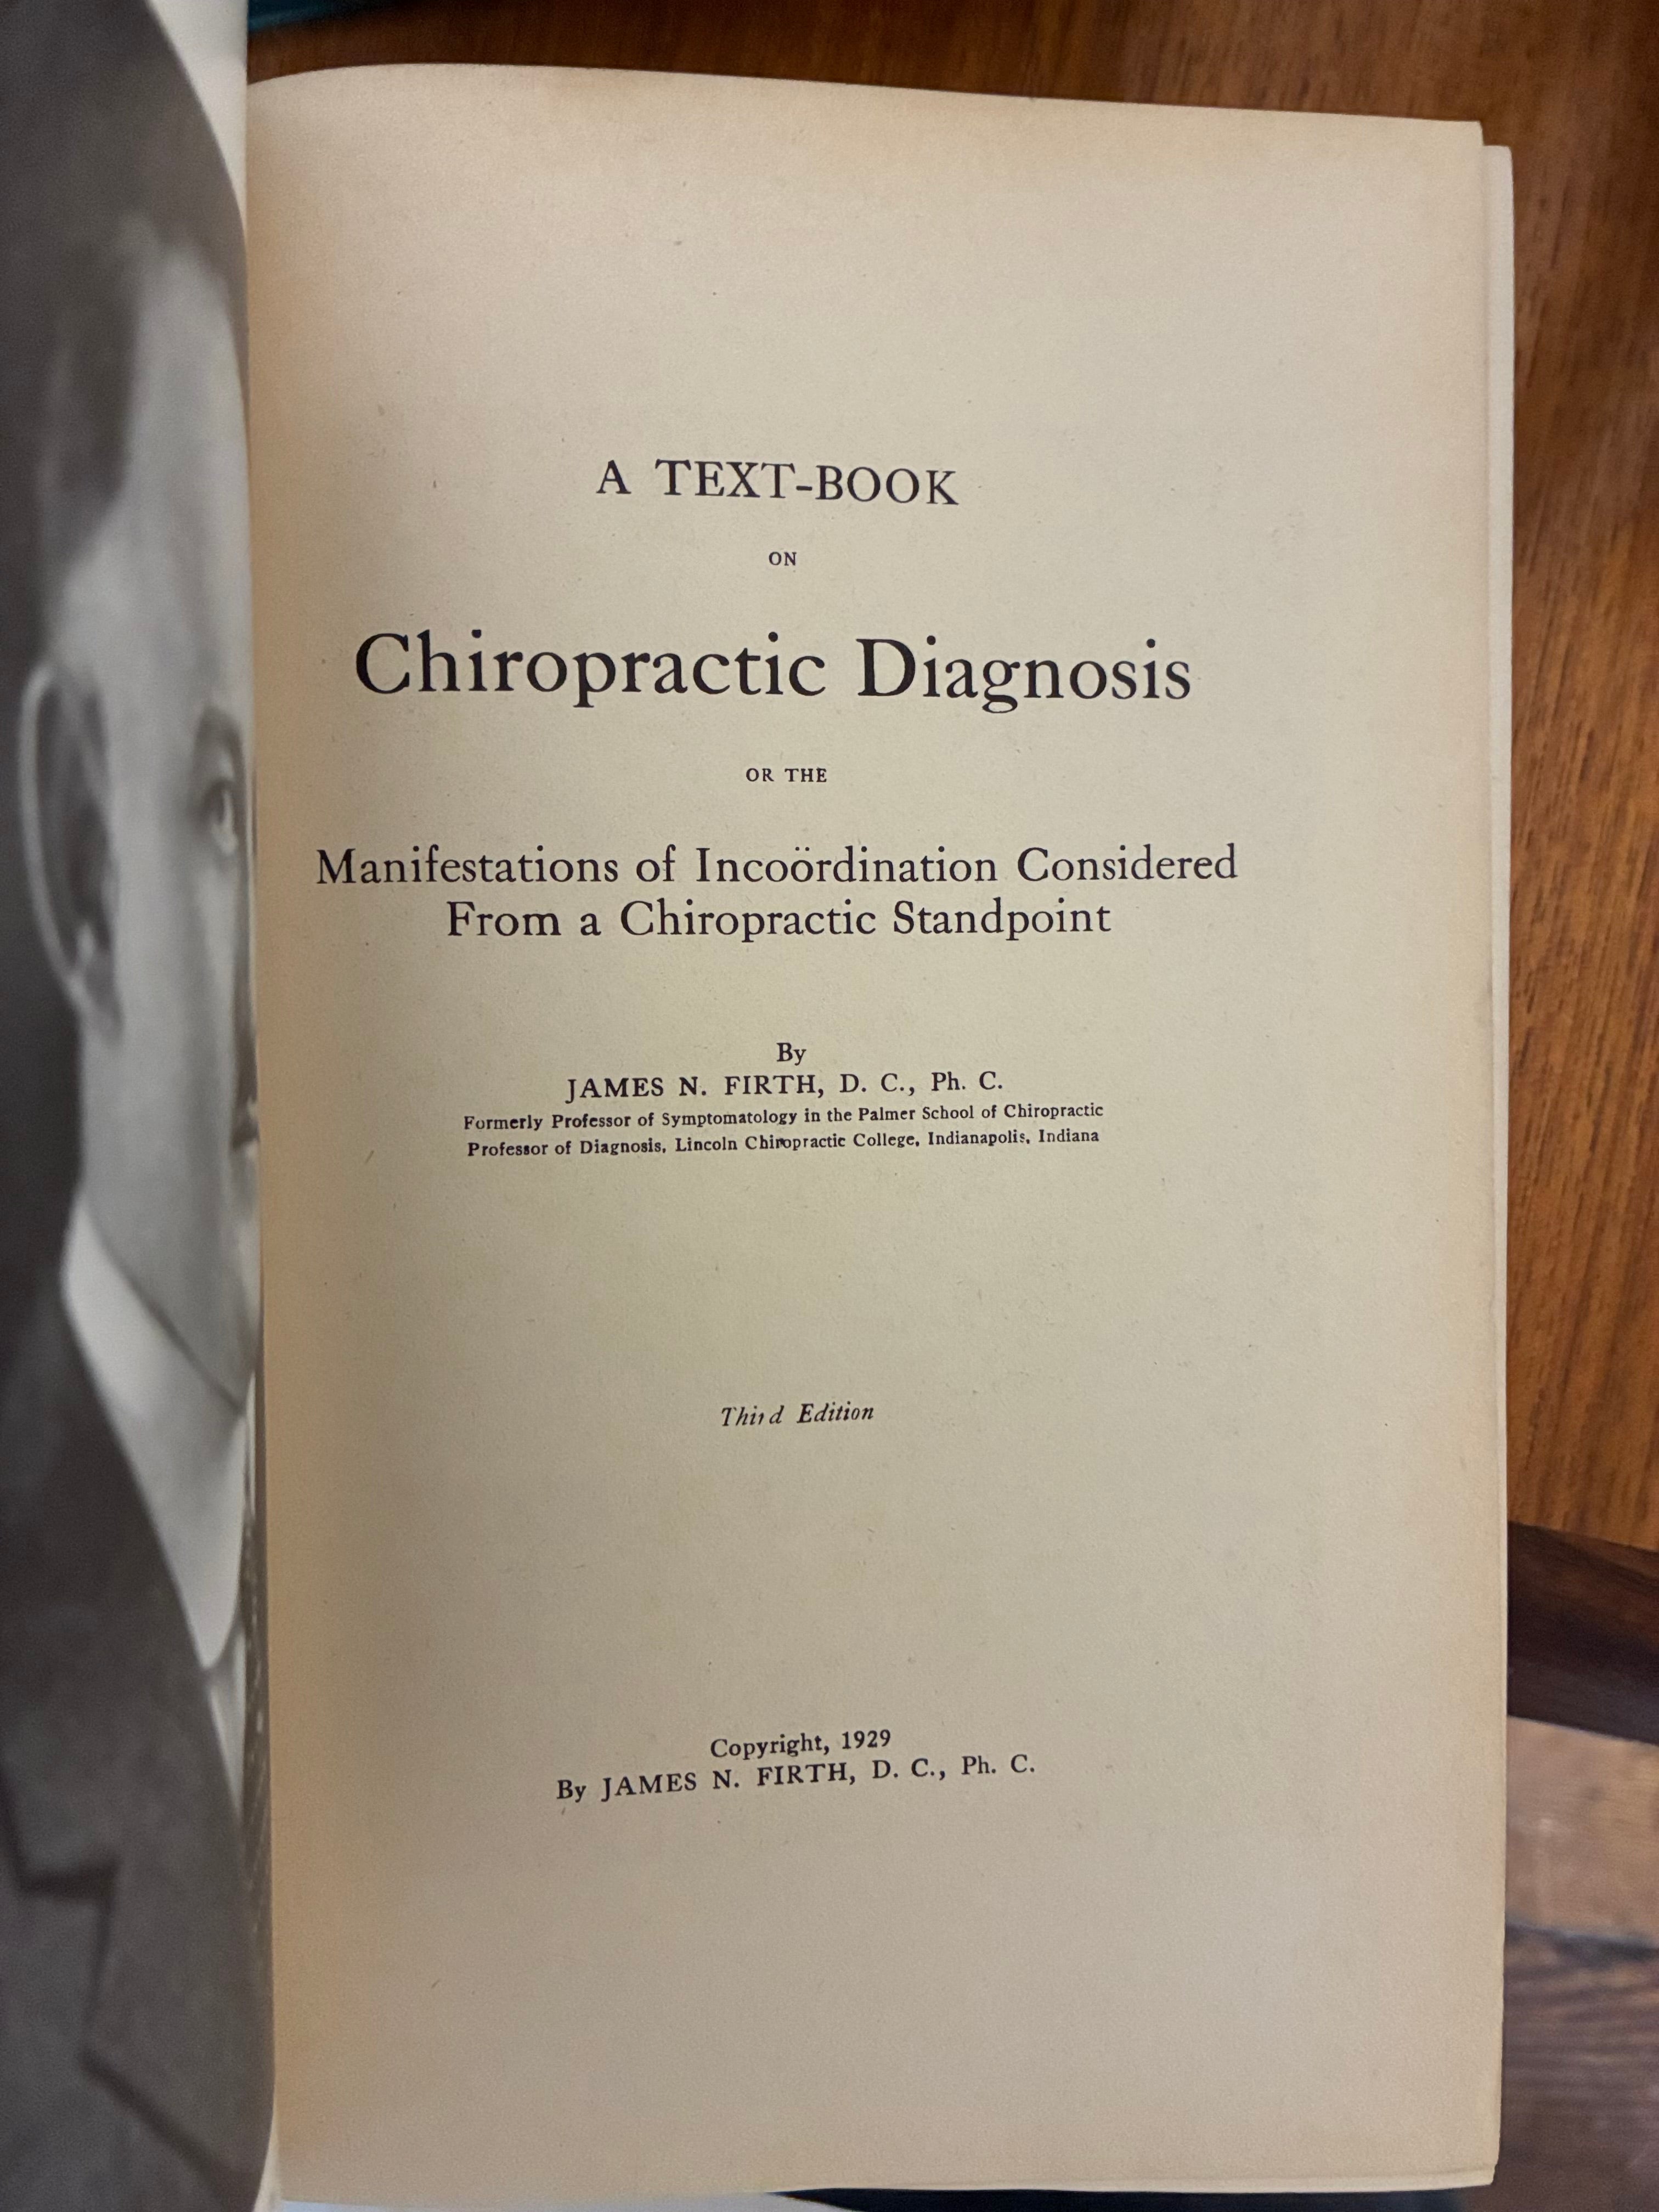 A TEXT-BOOK
ON
Chiropractic Diagnosis
OR THE
Manifestations of Incoördination Considered
From a Chiropractic Standpoint
By
JAMES N. FIRTH, D. C., Ph. C.
Formerly Professor of Symptomatology in the Palmer School of Chiropractic
Professor of Diagnosis, Lincoln Chiropractic College, Indianapolis, Indiana
Third Edition
Copyright, 1929
By JAMES N. FIRTH, D. C., Ph. C.